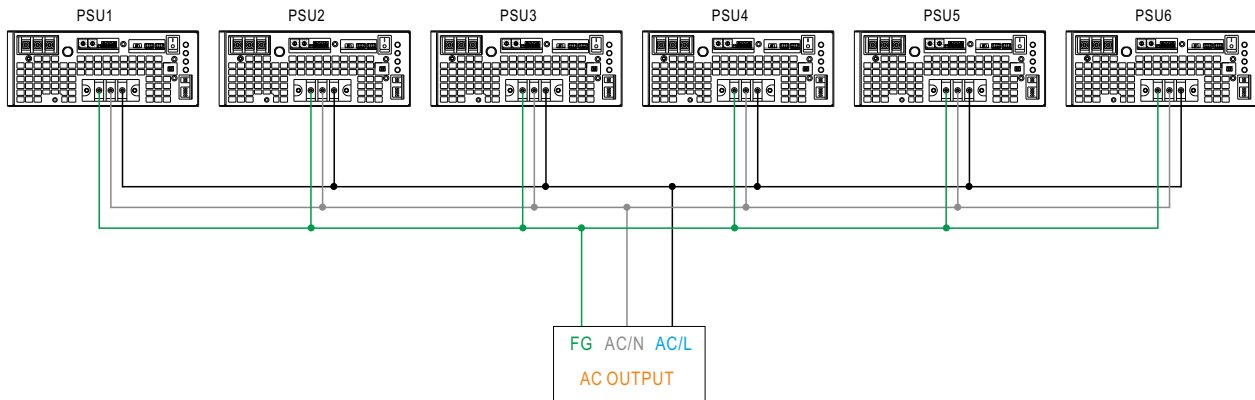 PSU1 PSU2 PSU3 PSU4 PSU5 PSU6
FG AC/N AC/L
AC OUTPUT